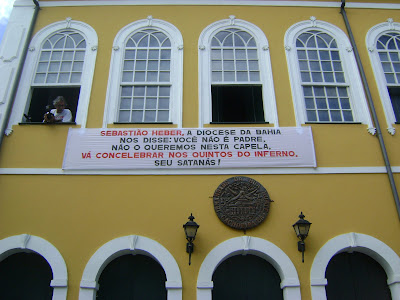 SEBASTIÃO HEBER, A DIOCESE DA BAHIA
NOS DISSE: VOCÊ NÃO É PADRE,
NÃO O QUEREMOS NESTA CAPELA,
VÁ CONCELEBRAR NOS QUINTOS DO INFERNO.
SEU SATANÁS!